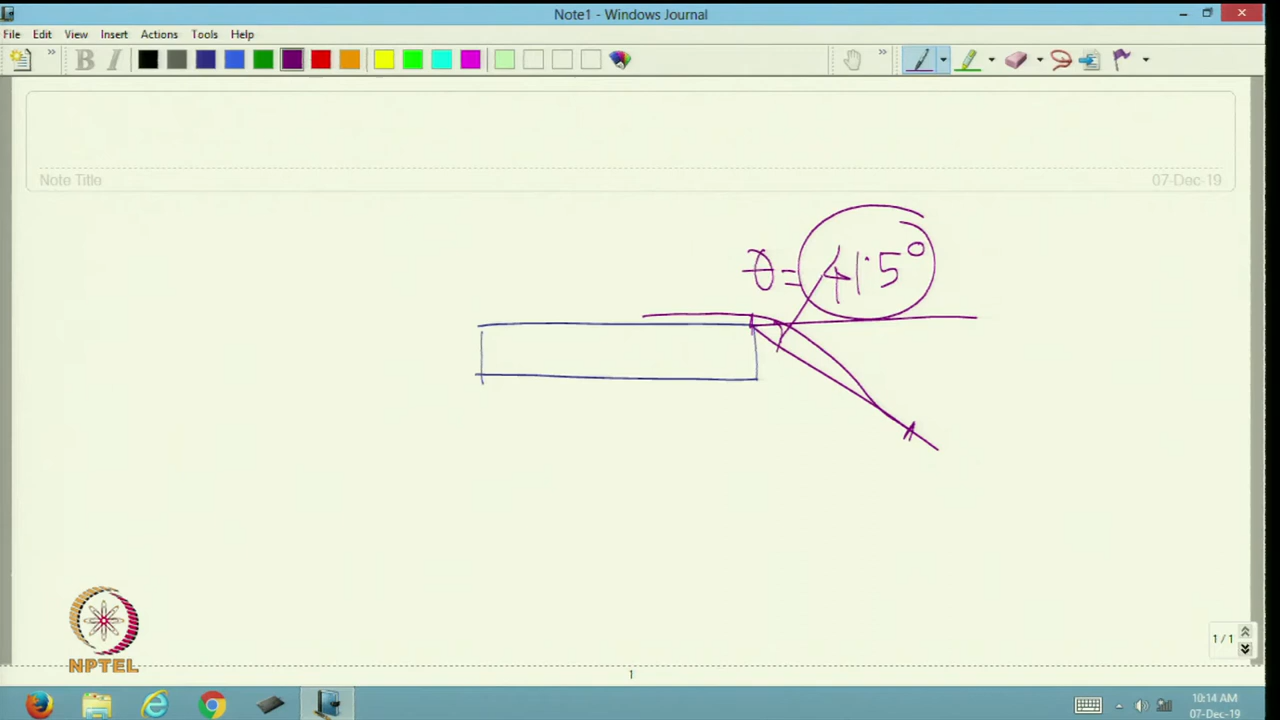 Note1 - Windows Journal
File Edit View Insert Actions Tools Help
B I
Note Title
07-Dec-19
θ = 41.5°
NPTEL
1 / 1
1
10:14 AM
07-Dec-19